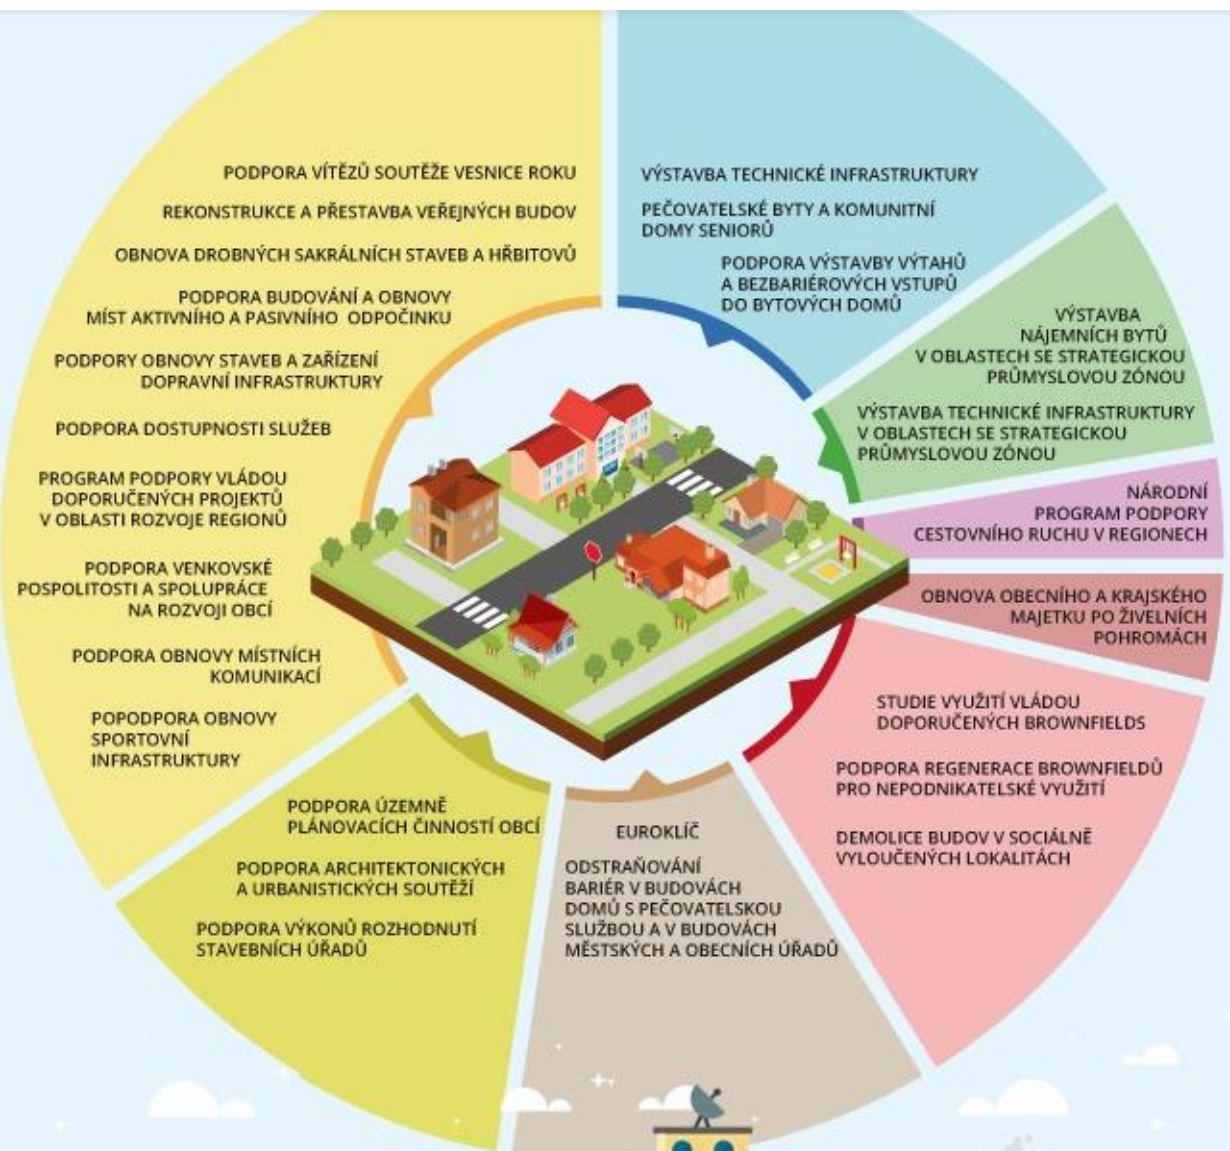 PODPORA VÍTĚZŮ SOUTĚŽE VESNICE ROKU
REKONSTRUKCE A PŘESTAVBA VEŘEJNÝCH BUDOV
OBNOVA DROBNÝCH SAKRÁLNÍCH STAVEB A HŘBITOVŮ
PODPORA BUDOVÁNÍ A OBNOVY
MÍST AKTIVNÍHO A PASIVNÍHO ODPOČINKU
PODPORY OBNOVY STAVEB A ZAŘÍZENÍ
DOPRAVNÍ INFRASTRUKTURY
PODPORA DOSTUPNOSTI SLUŽEB
PROGRAM PODPORY VLÁDOU
DOPORUČENÝCH PROJEKTŮ
V OBLASTI ROZVOJE REGIONŮ
PODPORA VENKOVSKÉ
POSPOLITOSTI A SPOLUPRÁCE
NA ROZVOJI OBCÍ
PODPORA OBNOVY MÍSTNÍCH
KOMUNIKACÍ
POPODPORA OBNOVY
SPORTOVNÍ
INFRASTRUKTURY
VÝSTAVBA TECHNICKÉ INFRASTRUKTURY
PEČOVATELSKÉ BYTY A KOMUNITNÍ
DOMY SENIORŮ
PODPORA VÝSTAVBY VÝTAHŮ
A BEZBARIÉROVÝCH VSTUPŮ
DO BYTOVÝCH DOMŮ
VÝSTAVBA
NÁJEMNÍCH BYTŮ
V OBLASTECH SE STRATEGICKOU
PRŮMYSLOVOU ZÓNOU
VÝSTAVBA TECHNICKÉ INFRASTRUKTURY
V OBLASTECH SE STRATEGICKOU
PRŮMYSLOVOU ZÓNOU
NÁRODNÍ
PROGRAM PODPORY
CESTOVNÍHO RUCHU V REGIONECH
OBNOVA OBECNÍHO A KRAJSKÉHO
MAJETKU PO ŽIVELNÍCH
POHROMÁCH
STUDIE VYUŽITÍ VLÁDOU
DOPORUČENÝCH BROWNFIELDS
PODPORA REGENERACE BROWNFIELDŮ
PRO NEPODNIKATELSKÉ VYUŽITÍ
DEMOLICE BUDOV V SOCIÁLNĚ
VYLOUČENÝCH LOKALITÁCH
EUROKLÍČ
ODSTRAŇOVÁNÍ
BARIÉR V BUDOVÁCH
DOMŮ S PEČOVATELSKOU
SLUŽBOU A V BUDOVÁCH
MĚSTSKÝCH A OBECNÍCH ÚŘADŮ
PODPORA ÚZEMNĚ
PLÁNOVACÍCH ČINNOSTÍ OBCÍ
PODPORA ARCHITEKTONICKÝCH
A URBANISTICKÝCH SOUTĚŽÍ
PODPORA VÝKONŮ ROZHODNUTÍ
STAVEBNÍCH ÚŘADŮ